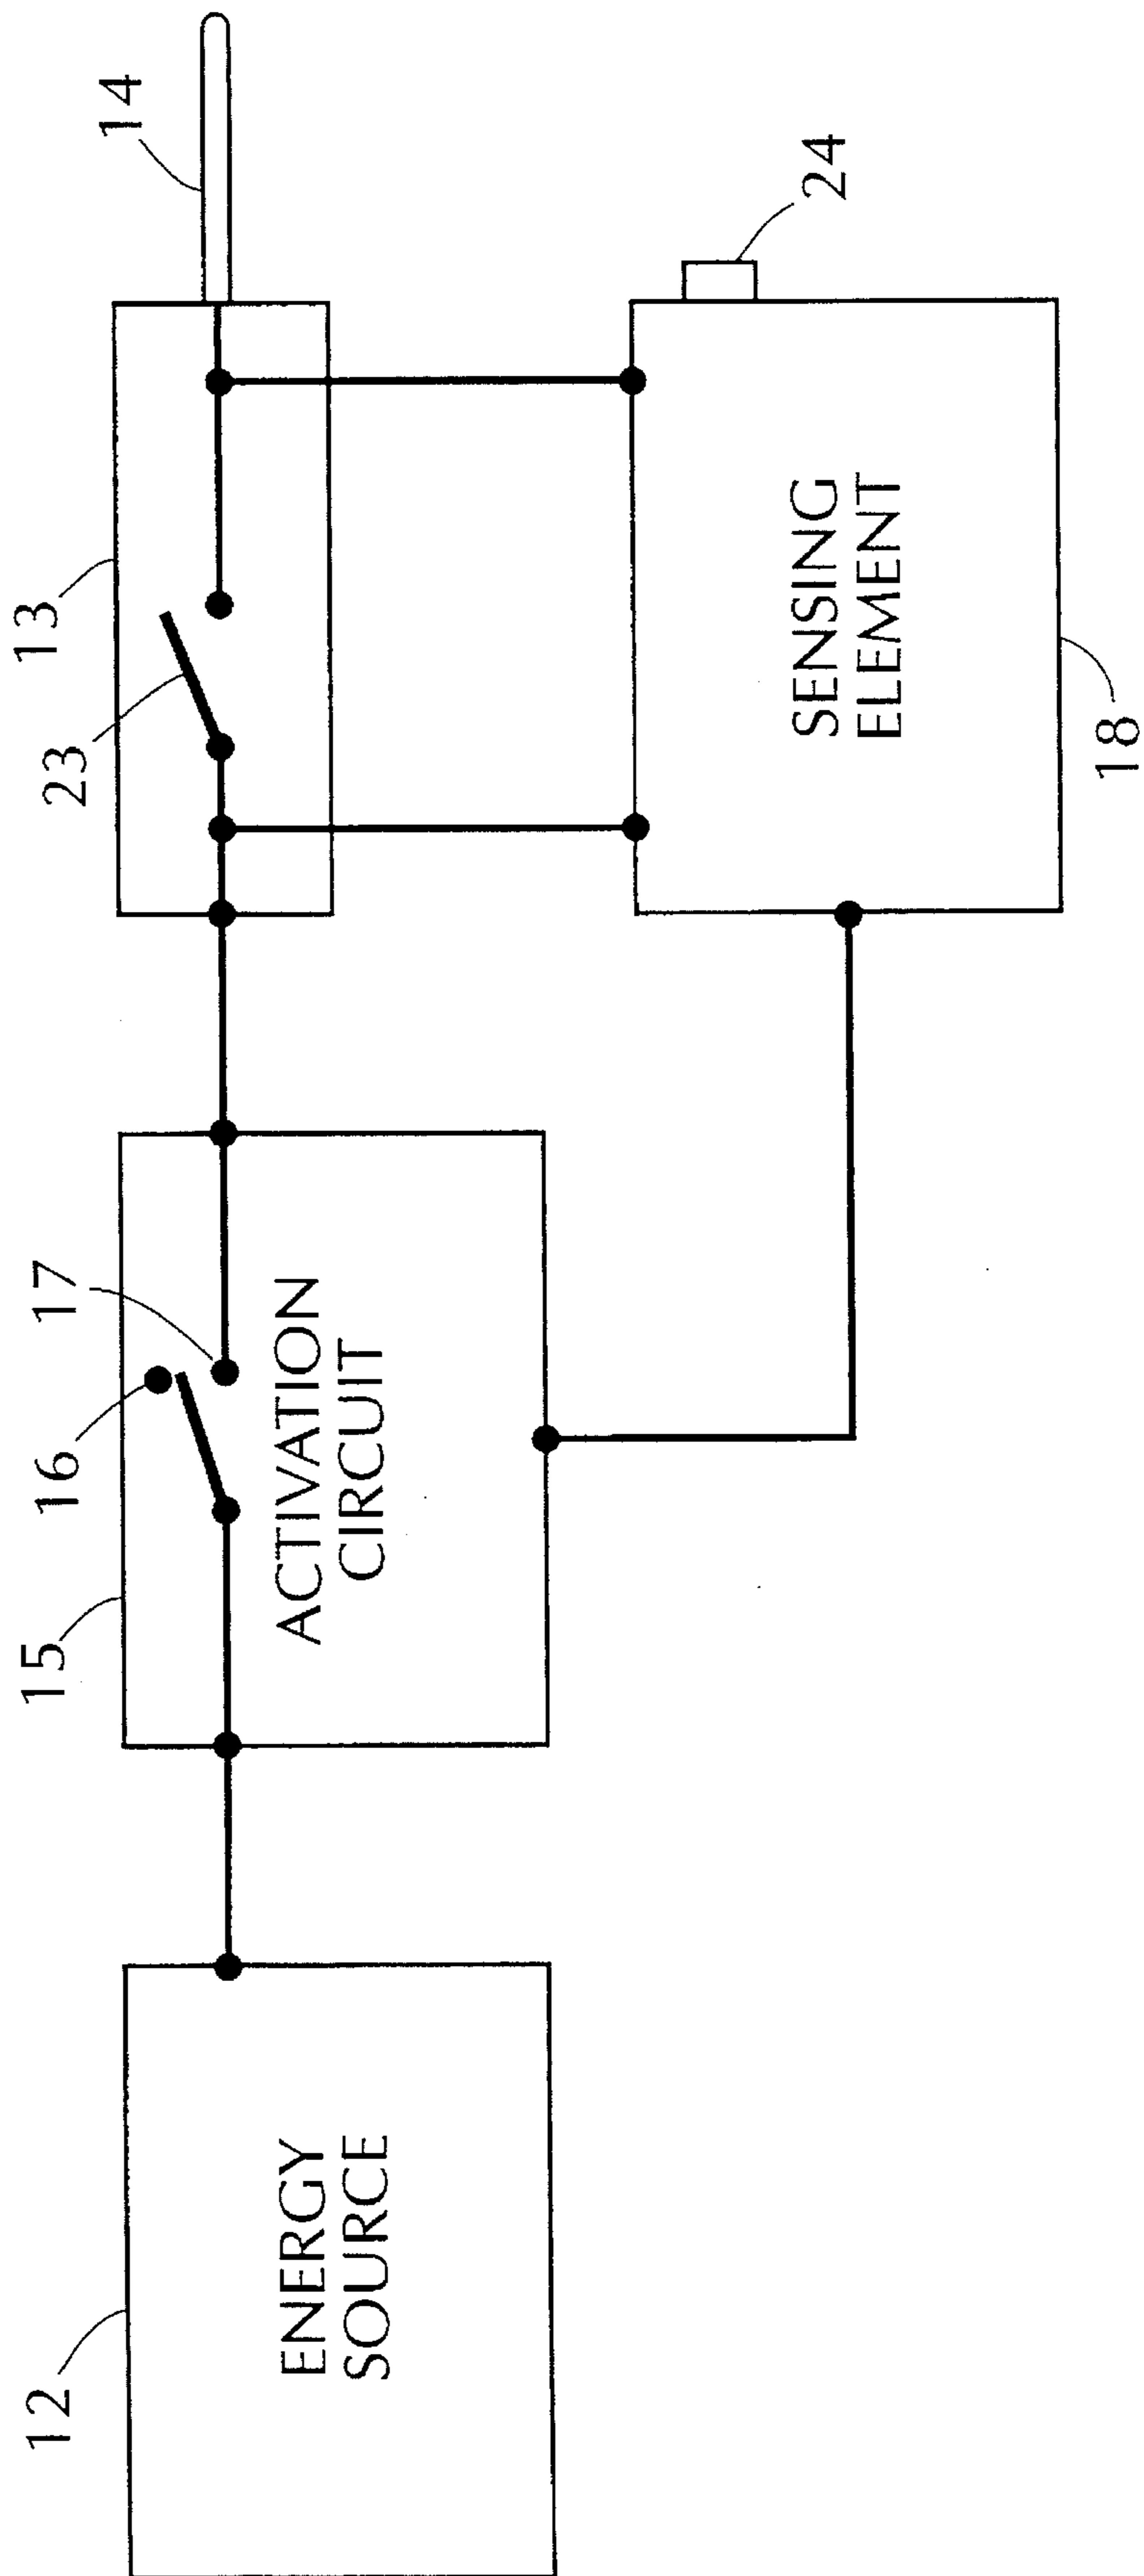 12
ENERGY
SOURCE
15
16
17
ACTIVATION
CIRCUIT
23
13
14
SENSING
ELEMENT
18
24